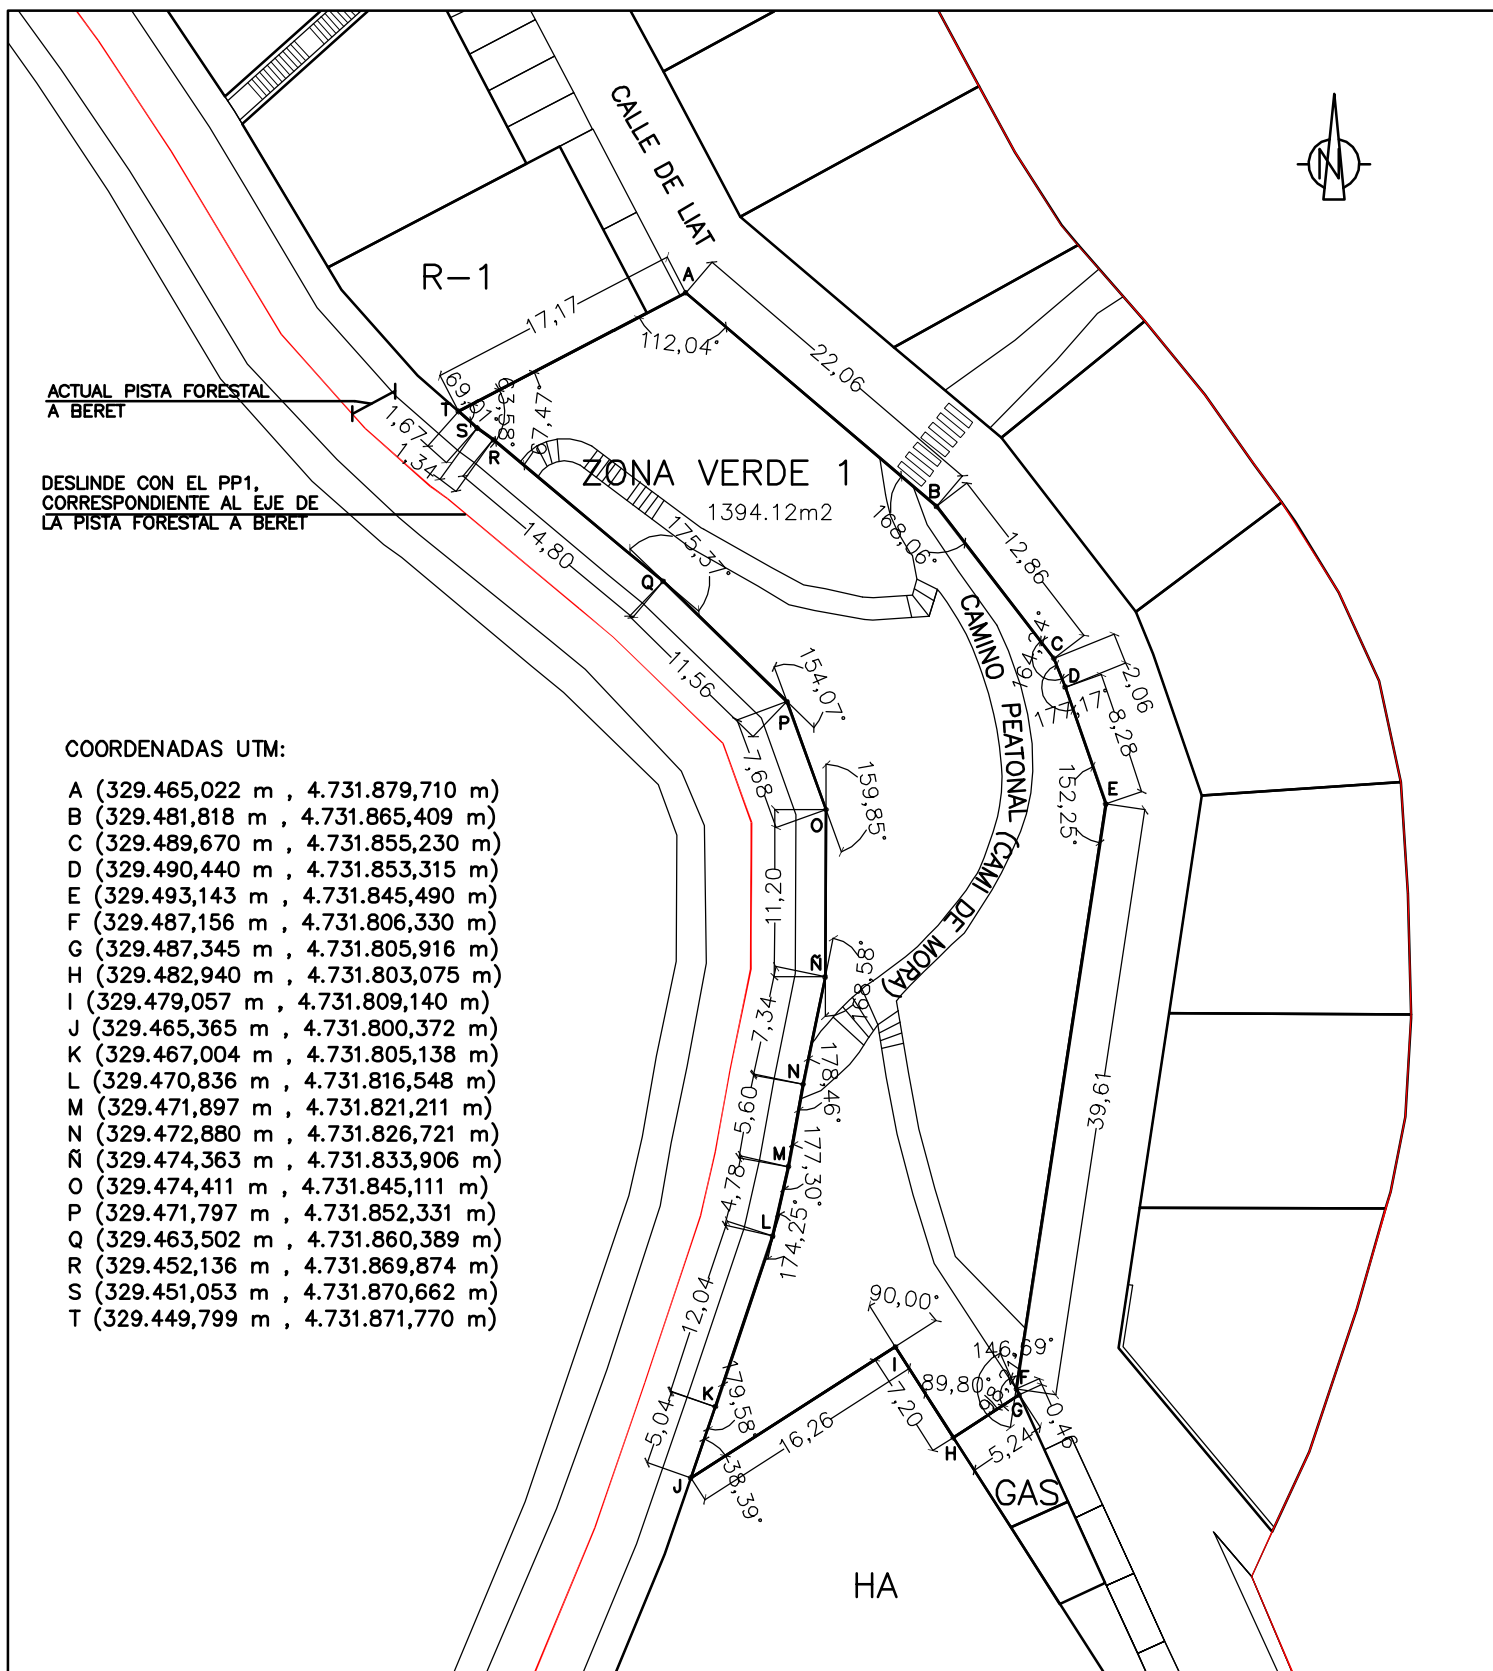 CALLE DE LIAT
N
R-1
A
17,17
112,04°
22,06
ACTUAL PISTA FORESTAL
A BERET
T
S
R
1,67
1,34
63,58°
97,47°
ZONA VERDE 1
1394.12m2
B
168,06°
12,86
DESLINDE CON EL PP1,
CORRESPONDIENTE AL EJE DE
LA PISTA FORESTAL A BERET
14,80
175,37°
Q
CAMINO PEATONAL (CAMI DE MORA)
164,24°
C
D
2,06
177,17°
8,28
11,56
154,07°
P
7,68
159,85°
O
152,25°
E
COORDENADAS UTM:
A (329.465,022 m , 4.731.879,710 m)
B (329.481,818 m , 4.731.865,409 m)
C (329.489,670 m , 4.731.855,230 m)
D (329.490,440 m , 4.731.853,315 m)
E (329.493,143 m , 4.731.845,490 m)
F (329.487,156 m , 4.731.806,330 m)
G (329.487,345 m , 4.731.805,916 m)
H (329.482,940 m , 4.731.803,075 m)
I (329.479,057 m , 4.731.809,140 m)
J (329.465,365 m , 4.731.800,372 m)
K (329.467,004 m , 4.731.805,138 m)
L (329.470,836 m , 4.731.816,548 m)
M (329.471,897 m , 4.731.821,211 m)
N (329.472,880 m , 4.731.826,721 m)
Ñ (329.474,363 m , 4.731.833,906 m)
O (329.474,411 m , 4.731.845,111 m)
P (329.471,797 m , 4.731.852,331 m)
Q (329.463,502 m , 4.731.860,389 m)
R (329.452,136 m , 4.731.869,874 m)
S (329.451,053 m , 4.731.870,662 m)
T (329.449,799 m , 4.731.871,770 m)
11,20
Ñ
168,58°
7,34
N
178,46°
5,60
M
177,30°
4,78
L
174,25°
39,61
12,04
90,00°
I
146,69°
F
G
89,80°
7,20
0,46
K
179,58°
5,04
16,26
H
5,24
J
38,39°
GAS
HA